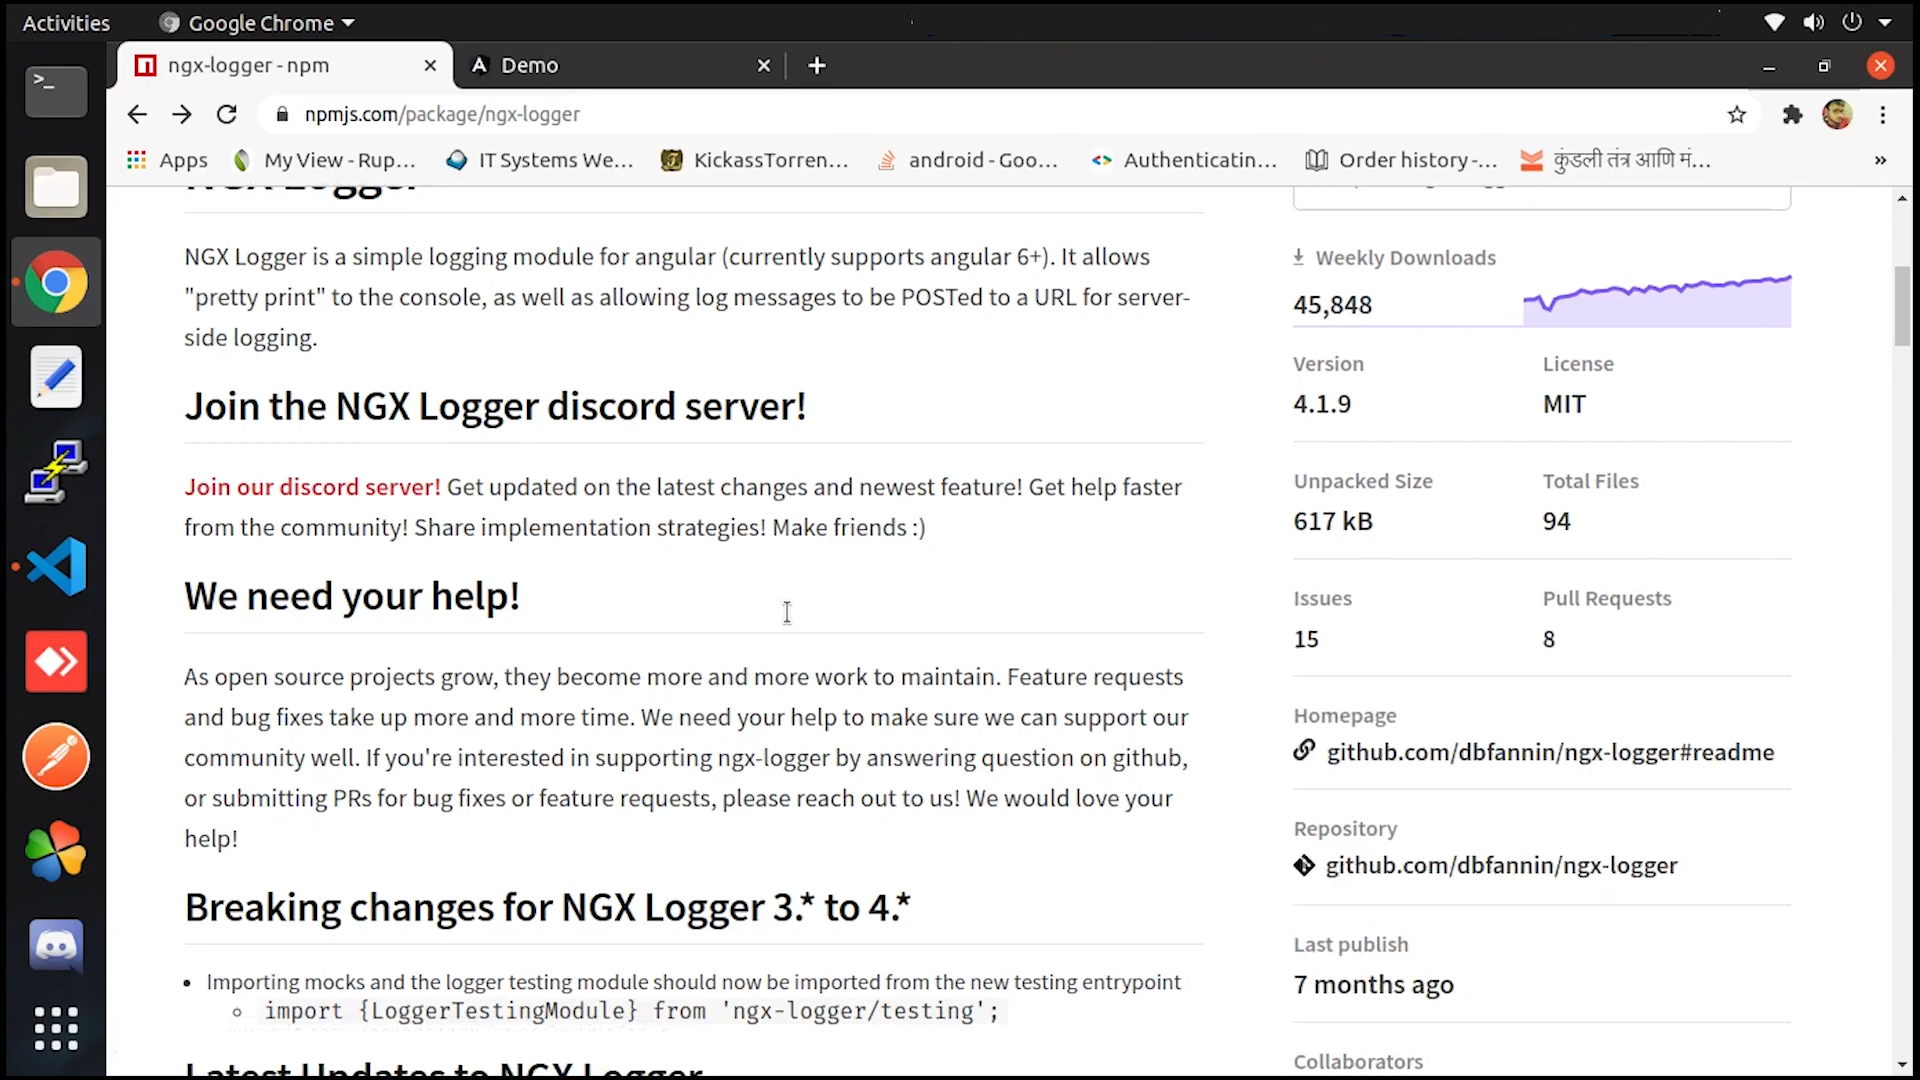 Activities
Google Chrome
ngx-logger - npm
Demo
npmjs.com/package/ngx-logger
Apps
My View - Rup...
IT Systems We...
KickassTorren...
android - Goo...
Authenticatin...
Order history -...
कुंडली तंत्र आणि मं...
»
NGX Logger
NGX Logger is a simple logging module for angular (currently supports angular 6+). It allows
"pretty print" to the console, as well as allowing log messages to be POSTed to a URL for server-
side logging.
Join the NGX Logger discord server!
Join our discord server! Get updated on the latest changes and newest feature! Get help faster
from the community! Share implementation strategies! Make friends :)
We need your help!
As open source projects grow, they become more and more work to maintain. Feature requests
and bug fixes take up more and more time. We need your help to make sure we can support our
community well. If you're interested in supporting ngx-logger by answering question on github,
or submitting PRs for bug fixes or feature requests, please reach out to us! We would love your
help!
Breaking changes for NGX Logger 3.* to 4.*
Importing mocks and the logger testing module should now be imported from the new testing entrypoint
import {LoggerTestingModule} from 'ngx-logger/testing';
Latest Updates to NGX Logger
Weekly Downloads
45,848
Version
License
4.1.9
MIT
Unpacked Size
Total Files
617 kB
94
Issues
Pull Requests
15
8
Homepage
github.com/dbfannin/ngx-logger#readme
Repository
github.com/dbfannin/ngx-logger
Last publish
7 months ago
Collaborators